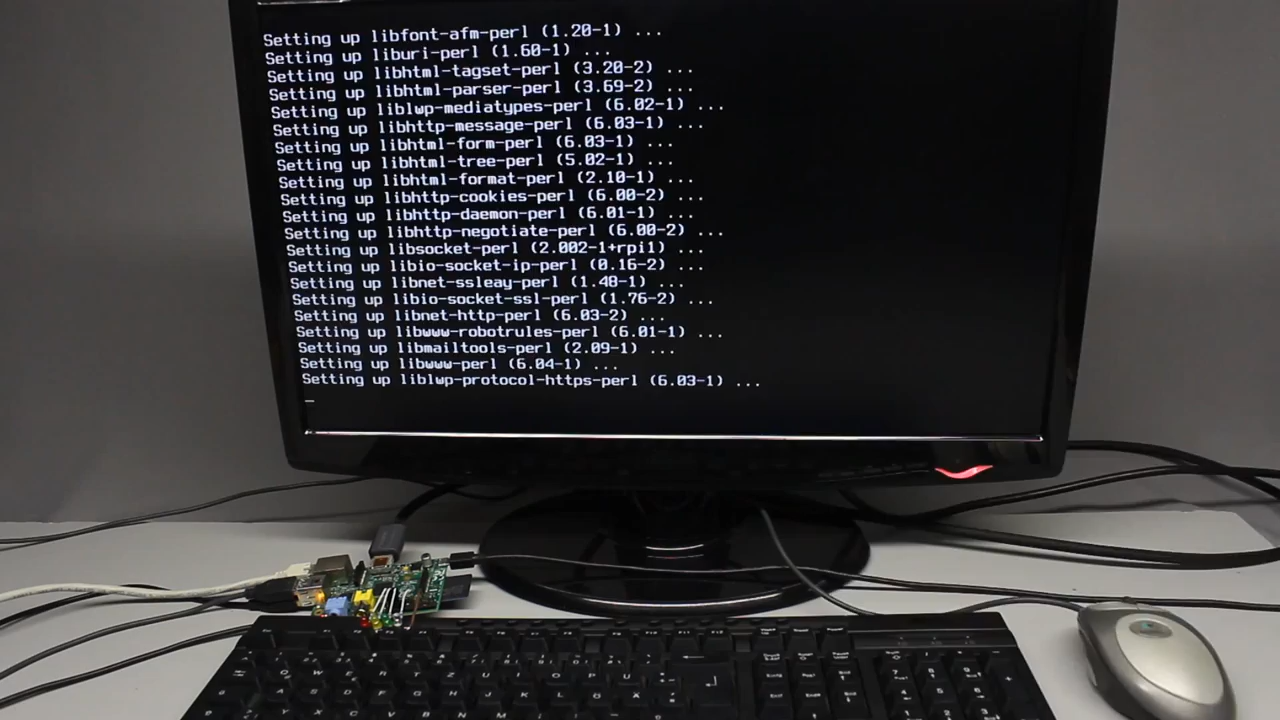 Setting up libfont-afm-perl (1.20-1) ...
Setting up liburi-perl (1.60-1) ...
Setting up libhtml-tagset-perl (3.20-2) ...
Setting up libhtml-parser-perl (3.69-2) ...
Setting up liblwp-mediatypes-perl (6.02-1) ...
Setting up libhttp-message-perl (6.03-1) ...
Setting up libhtml-form-perl (6.03-1) ...
Setting up libhtml-tree-perl (5.02-1) ...
Setting up libhtml-format-perl (2.10-1) ...
Setting up libhttp-cookies-perl (6.00-2) ...
Setting up libhttp-daemon-perl (6.01-1) ...
Setting up libhttp-negotiate-perl (6.00-2) ...
Setting up libsocket-perl (2.002-1+rpi1) ...
Setting up libio-socket-ip-perl (0.16-2) ...
Setting up libnet-ssleay-perl (1.48-1) ...
Setting up libio-socket-ssl-perl (1.76-2) ...
Setting up libnet-http-perl (6.03-2) ...
Setting up libwww-robotrules-perl (6.01-1) ...
Setting up libmailtools-perl (2.09-1) ...
Setting up libwww-perl (6.04-1) ...
Setting up liblwp-protocol-https-perl (6.03-1) ...